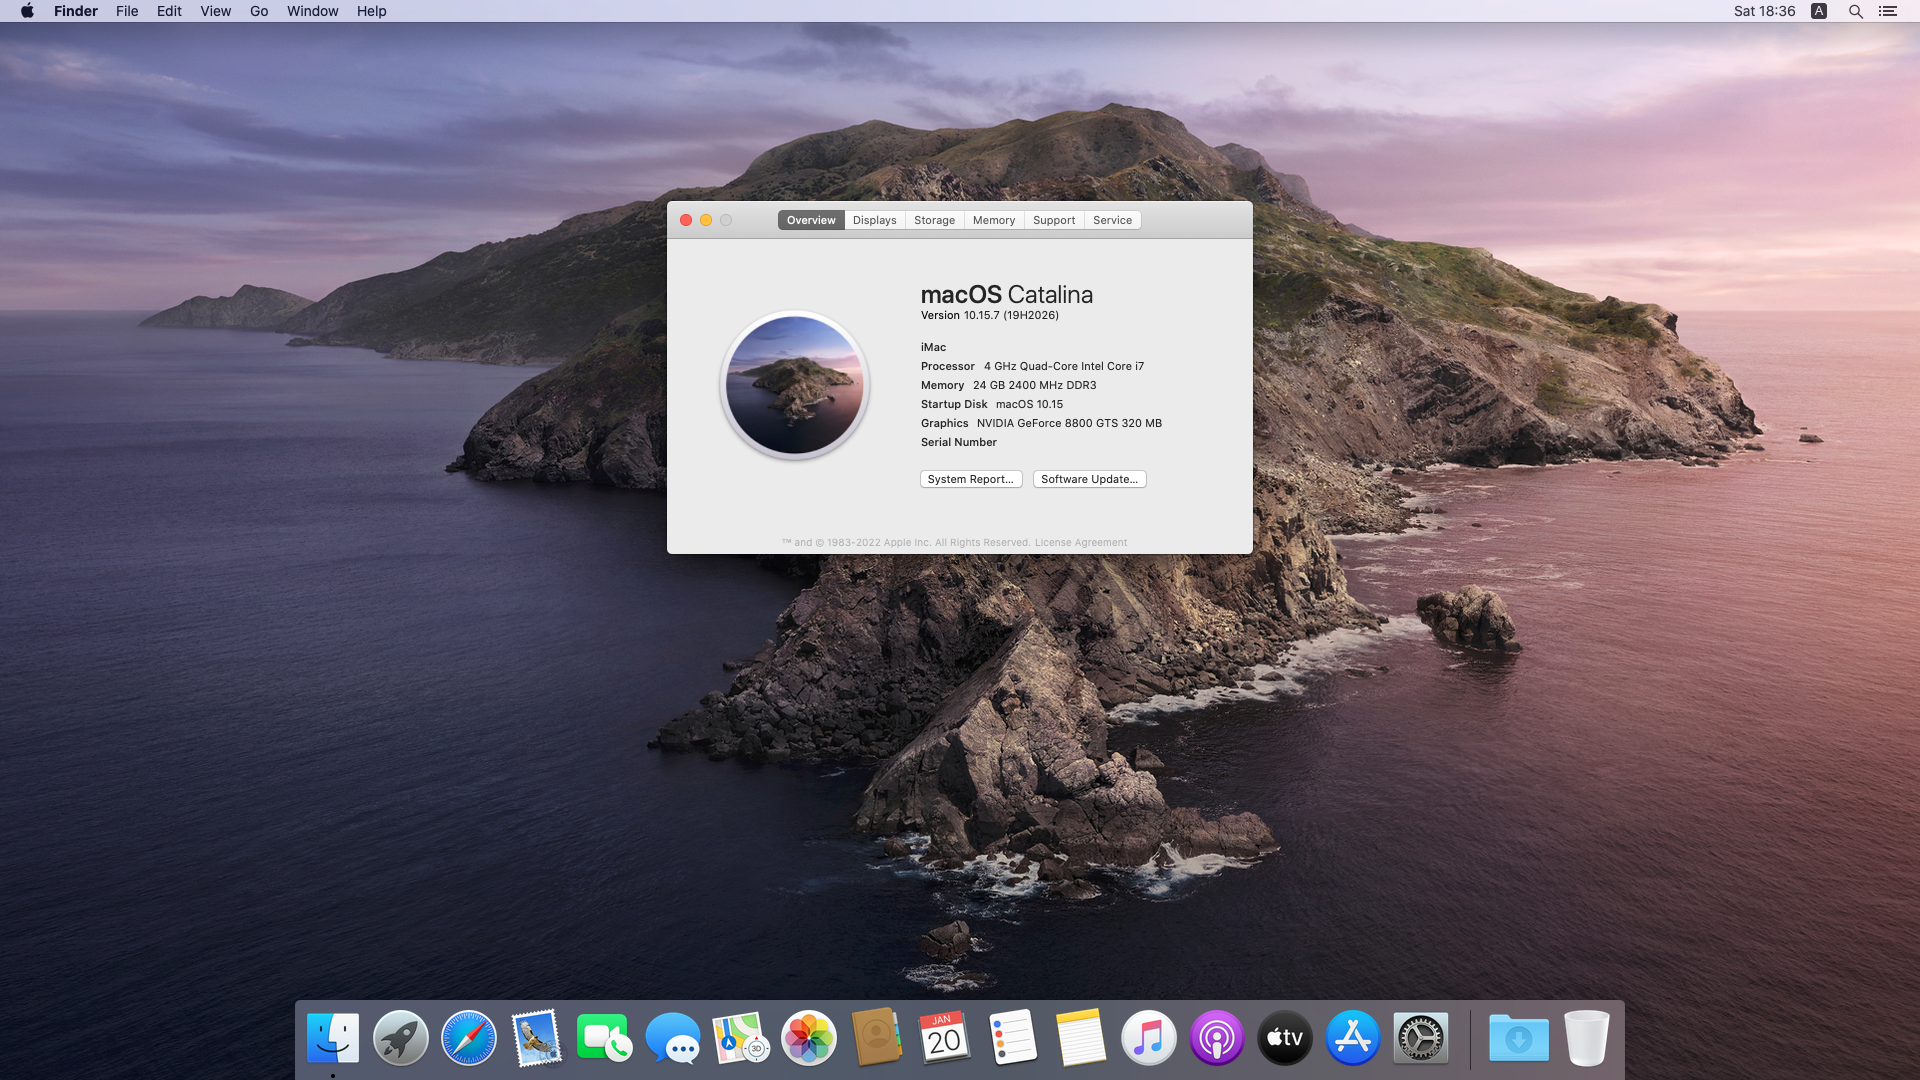 Finder File Edit View Go Window Help Sat 18:36 A
Overview Displays Storage Memory Support Service
macOS Catalina
Version 10.15.7 (19H2026)
iMac
Processor 4 GHz Quad-Core Intel Core i7
Memory 24 GB 2400 MHz DDR3
Startup Disk macOS 10.15
Graphics NVIDIA GeForce 8800 GTS 320 MB
Serial Number
System Report... Software Update...
™ and © 1983-2022 Apple Inc. All Rights Reserved. License Agreement
JAN
20
3D
tv